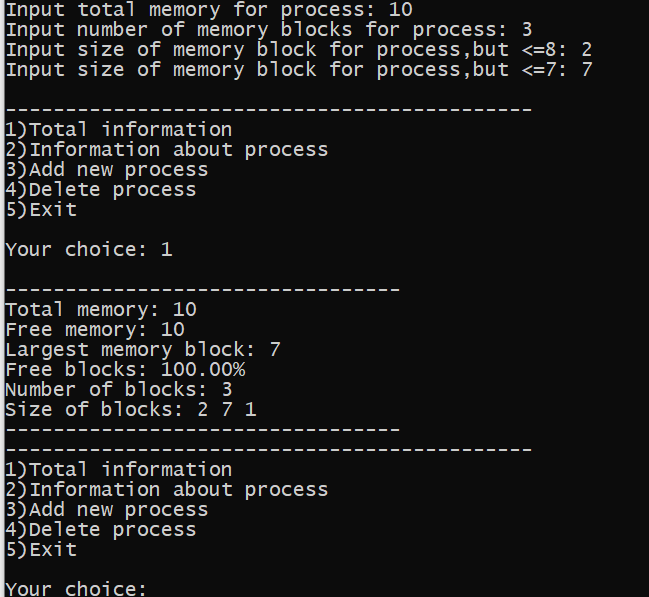 Input total memory for process: 10
Input number of memory blocks for process: 3
Input size of memory block for process,but <=8: 2
Input size of memory block for process,but <=7: 7
--------------------------------------------
1)Total information
2)Information about process
3)Add new process
4)Delete process
5)Exit
Your choice: 1
---------------------------------
Total memory: 10
Free memory: 10
Largest memory block: 7
Free blocks: 100.00%
Number of blocks: 3
Size of blocks: 2 7 1
---------------------------------
--------------------------------------------
1)Total information
2)Information about process
3)Add new process
4)Delete process
5)Exit
Your choice: